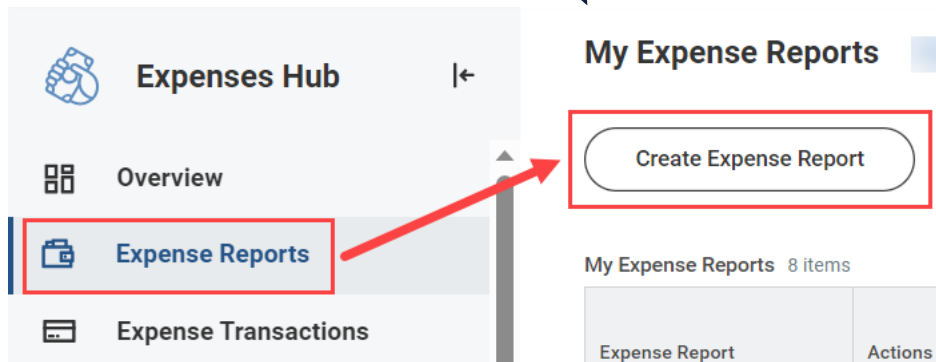 Expenses Hub
Overview
Expense Reports
Expense Transactions
My Expense Reports
Create Expense Report
My Expense Reports 8 items
Expense Report Actions